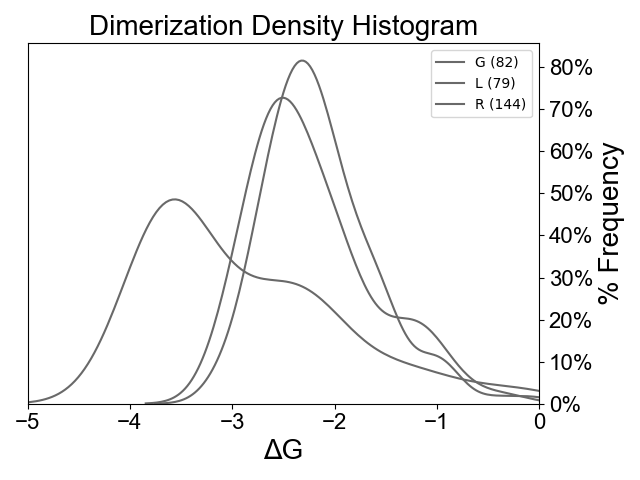 Dimerization Density Histogram
G (82)
L (79)
R (144)
80%
70%
60%
50%
40%
30%
20%
10%
0%
% Frequency
−5 −4 −3 −2 −1 0
ΔG